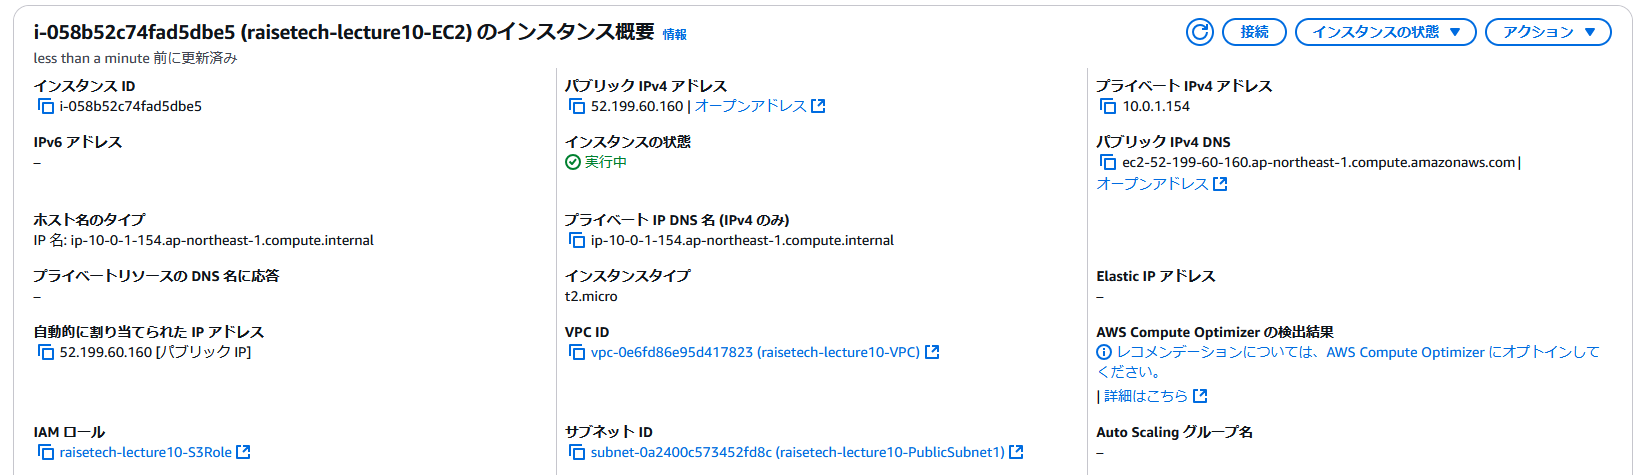 i-058b52c74fad5dbe5 (raisetech-lecture10-EC2) のインスタンス概要 情報
接続
インスタンスの状態
アクション
less than a minute 前に更新済み
インスタンス ID
i-058b52c74fad5dbe5
パブリック IPv4 アドレス
52.199.60.160 | オープンアドレス
プライベート IPv4 アドレス
10.0.1.154
IPv6 アドレス
–
インスタンスの状態
実行中
パブリック IPv4 DNS
ec2-52-199-60-160.ap-northeast-1.compute.amazonaws.com |
オープンアドレス
ホスト名のタイプ
IP 名: ip-10-0-1-154.ap-northeast-1.compute.internal
プライベート IP DNS 名 (IPv4 のみ)
ip-10-0-1-154.ap-northeast-1.compute.internal
プライベートリソースの DNS 名に応答
–
インスタンスタイプ
t2.micro
Elastic IP アドレス
–
自動的に割り当てられた IP アドレス
52.199.60.160 [パブリック IP]
VPC ID
vpc-0e6fd86e95d417823 (raisetech-lecture10-VPC)
AWS Compute Optimizer の検出結果
レコメンデーションについては、AWS Compute Optimizer にオプトインして
ください。
| 詳細はこちら
IAM ロール
raisetech-lecture10-S3Role
サブネット ID
subnet-0a2400c573452fd8c (raisetech-lecture10-PublicSubnet1)
Auto Scaling グループ名
–